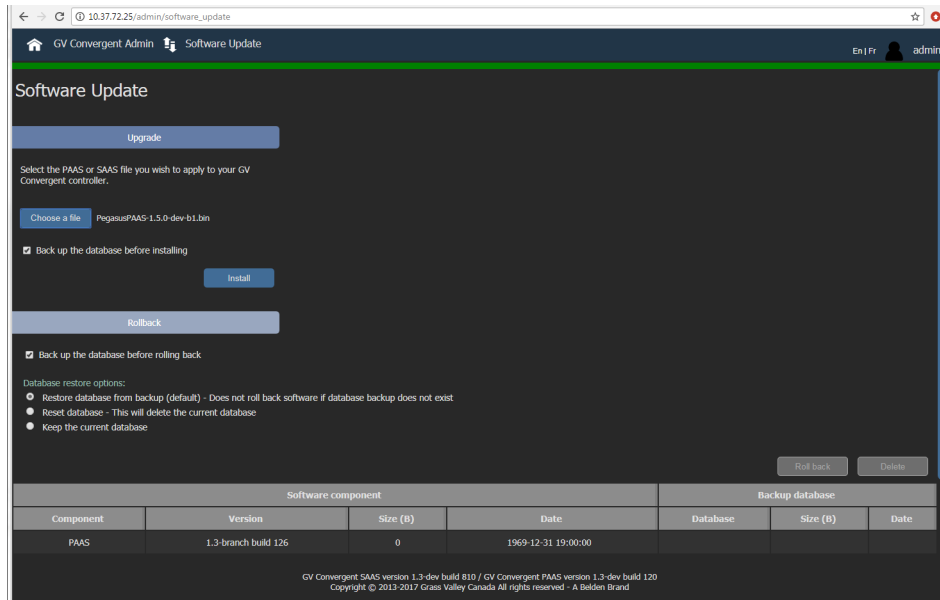 10.37.72.25/admin/software_update
GV Convergent Admin Software Update
En | Fr admin
Software Update
Upgrade
Select the PAAS or SAAS file you wish to apply to your GV
Convergent controller.
Choose a file PegasusPAAS-1.5.0-dev-b1.bin
Back up the database before installing
Install
Rollback
Back up the database before rolling back
Database restore options:
Restore database from backup (default) - Does not roll back software if database backup does not exist
Reset database - This will delete the current database
Keep the current database
Roll back Delete
Software component Backup database
Component Version Size (B) Date Database Size (B) Date
PAAS 1.3-branch build 126 0 1969-12-31 19:00:00
GV Convergent SAAS version 1.3-dev build 810 / GV Convergent PAAS version 1.3-dev build 120
Copyright © 2013-2017 Grass Valley Canada All rights reserved - A Belden Brand